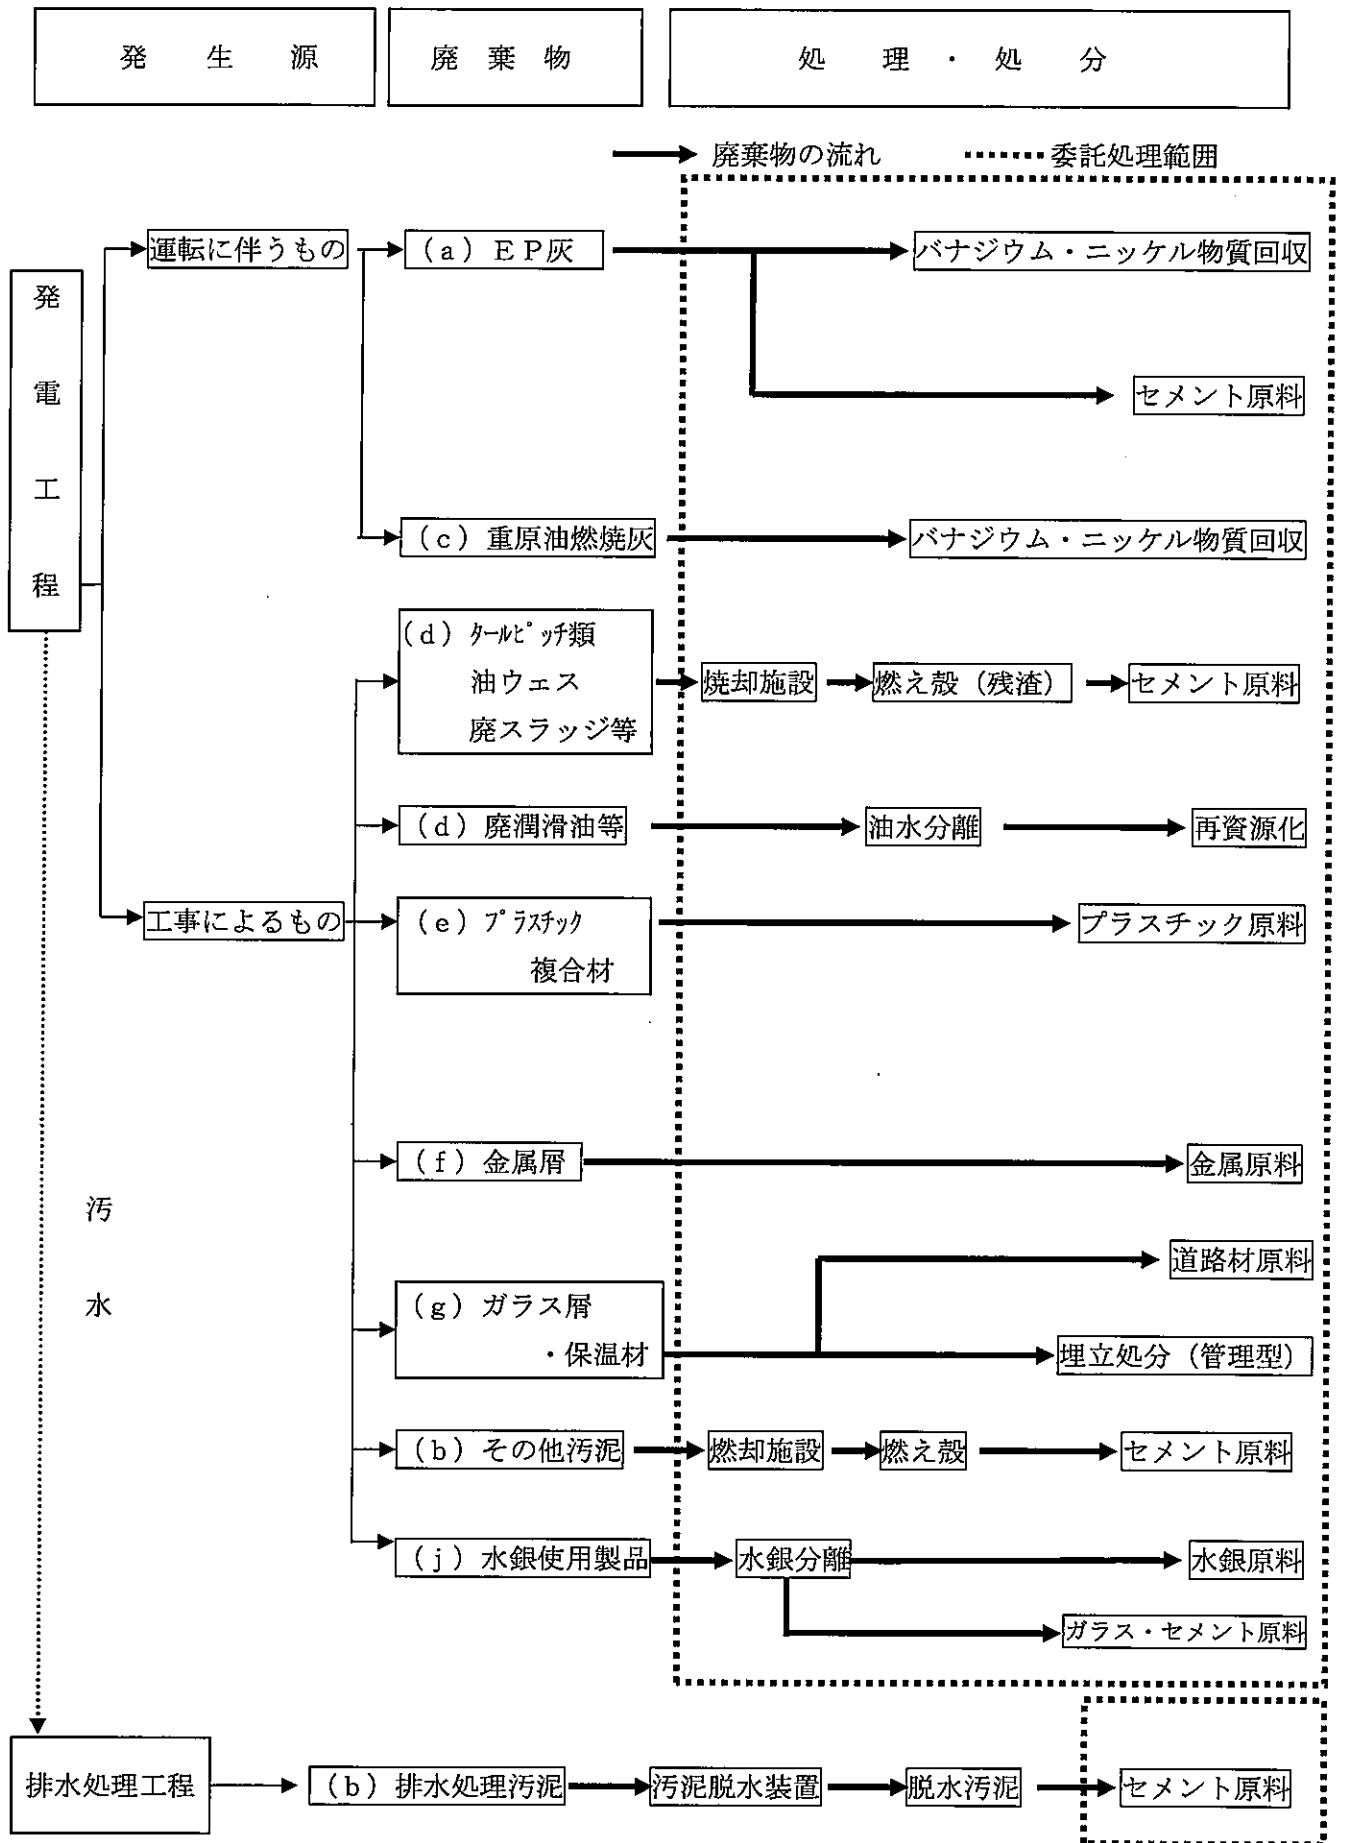 発生源
廃棄物
処理・処分
廃棄物の流れ
委託処理範囲
発電工程
運転に伴うもの
(a) EP灰
バナジウム・ニッケル物質回収
セメント原料
(c) 重原油燃焼灰
バナジウム・ニッケル物質回収
(d) タールピッチ類
油ウェス
廃スラッジ等
焼却施設
燃え殻(残渣)
セメント原料
(d) 廃潤滑油等
油水分離
再資源化
工事によるもの
(e) プラスチック
複合材
プラスチック原料
(f) 金属屑
金属原料
汚水
(g) ガラス屑
・保温材
道路材原料
埋立処分(管理型)
(b) その他汚泥
燃却施設
燃え殻
セメント原料
(j) 水銀使用製品
水銀分離
水銀原料
ガラス・セメント原料
排水処理工程
(b) 排水処理汚泥
汚泥脱水装置
脱水汚泥
セメント原料